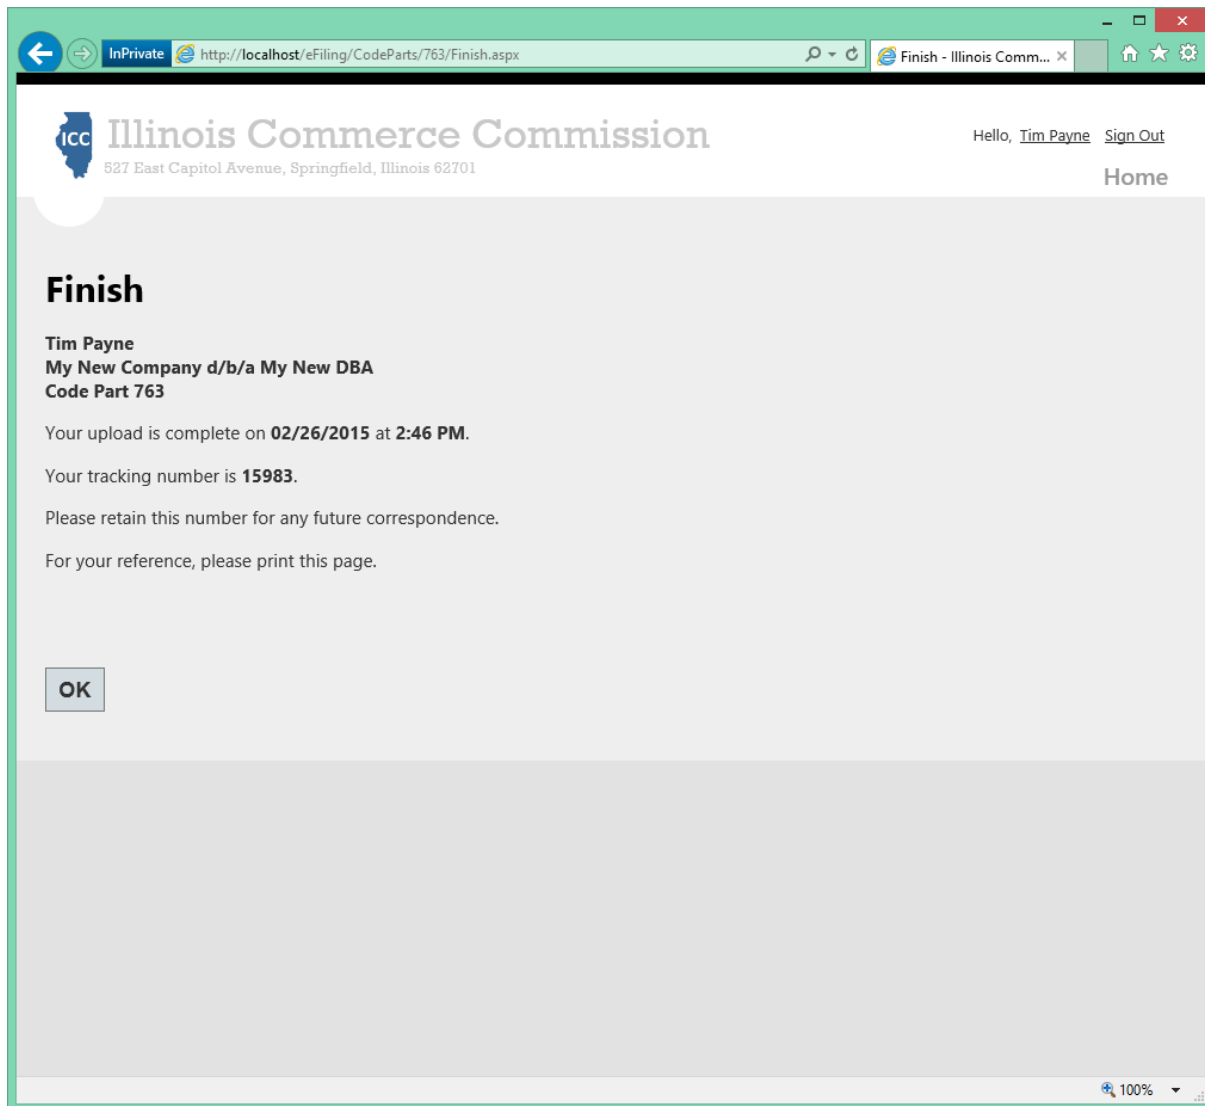 InPrivate http://localhost/eFiling/CodeParts/763/Finish.aspx Finish - Illinois Comm...
ICC
Illinois Commerce Commission
527 East Capitol Avenue, Springfield, Illinois 62701
Hello, Tim Payne Sign Out
Home
Finish
Tim Payne
My New Company d/b/a My New DBA
Code Part 763
Your upload is complete on 02/26/2015 at 2:46 PM.
Your tracking number is 15983.
Please retain this number for any future correspondence.
For your reference, please print this page.
OK
100%